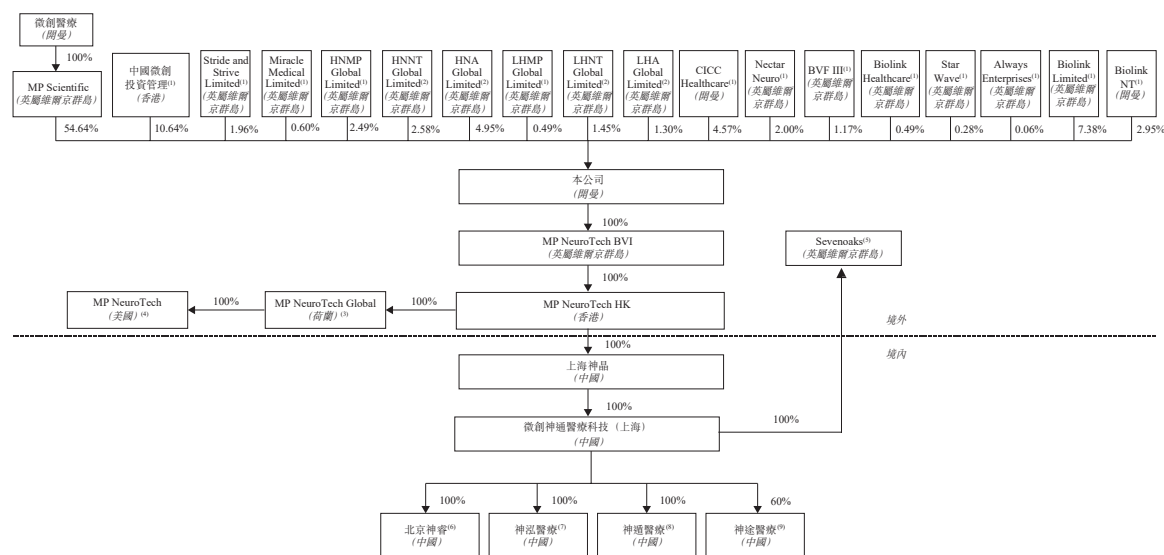 微創醫療
(開曼)
100%
MP Scientific
(英屬維爾京群島)
中國微創
投資管理(1)
(香港)
Stride and
Strive
Limited(1)
(英屬維爾
京群島)
Miracle
Medical
Limited(1)
(英屬維爾
京群島)
HNMP
Global
Limited(1)
(英屬維爾
京群島)
HNNT
Global
Limited(2)
(英屬維爾
京群島)
HNA
Global
Limited(2)
(英屬維爾
京群島)
LHMP
Global
Limited(1)
(英屬維爾
京群島)
LHNT
Global
Limited(2)
(英屬維爾
京群島)
LHA
Global
Limited(2)
(英屬維爾
京群島)
CICC
Healthcare(1)
(開曼)
Nectar
Neuro(1)
(英屬維爾
京群島)
BVF III(1)
(英屬維爾
京群島)
Biolink
Healthcare(1)
(英屬維爾
京群島)
Star
Wave(1)
(英屬維爾
京群島)
Always
Enterprises(1)
(英屬維爾
京群島)
Biolink
Limited(1)
(英屬維爾
京群島)
Biolink
NT(1)
(開曼)
54.64% 10.64% 1.96% 0.60% 2.49% 2.58% 4.95% 0.49% 1.45% 1.30% 4.57% 2.00% 1.17% 0.49% 0.28% 0.06% 7.38% 2.95%
本公司
(開曼)
100%
MP NeuroTech BVI
(英屬維爾京群島)
Sevenoaks(5)
(英屬維爾京群島)
100%
MP NeuroTech
(美國)(4)
100%
MP NeuroTech Global
(荷蘭)(3)
100%
MP NeuroTech HK
(香港)
境外
境內
100%
上海神晶
(中國)
100%
微創神通醫療科技(上海)
(中國)
100%
100% 100% 100% 60%
北京神睿(6)
(中國)
神泓醫療(7)
(中國)
神遁醫療(8)
(中國)
神途醫療(9)
(中國)